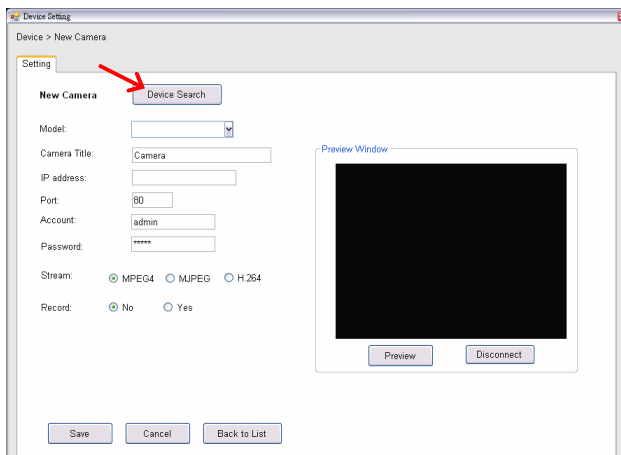 Device Setting
Device > New Camera
Setting
New Camera
Device Search
Model:
Camera Title:
Camera
IP address:
Port:
80
Account:
admin
Password:
*****
Stream:
MPEG4
MJPEG
H.264
Record:
No
Yes
Preview Window
Preview
Disconnect
Save
Cancel
Back to List